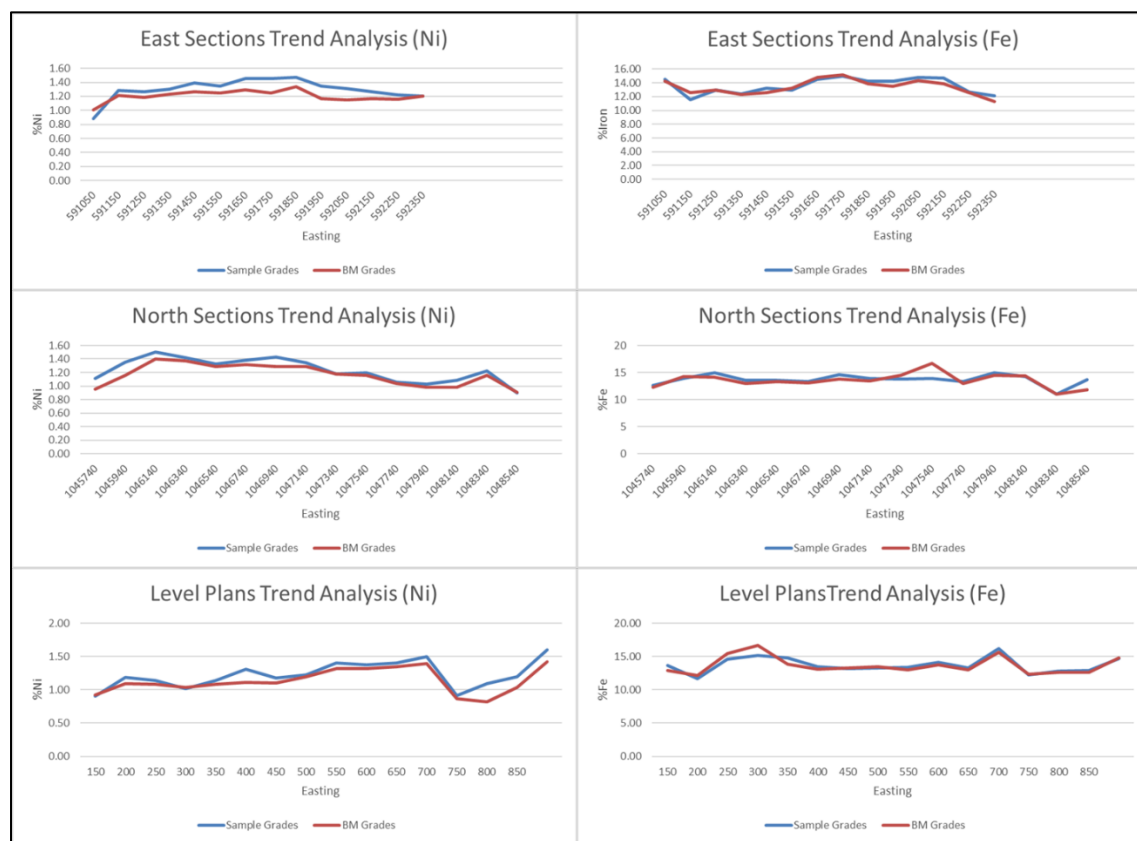 East Sections Trend Analysis (Ni)
1.60
1.40
1.20
1.00
0.80
0.60
0.40
0.20
0.00
%Ni
591050 591150 591250 591350 591450 591550 591650 591750 591850 591950 592050 592150 592250 592350
Easting
Sample Grades BM Grades
East Sections Trend Analysis (Fe)
16.00
14.00
12.00
10.00
8.00
6.00
4.00
2.00
0.00
%Iron
591050 591150 591250 591350 591450 591550 591650 591750 591850 591950 592050 592150 592250 592350
Easting
Sample Grades BM Grades
North Sections Trend Analysis (Ni)
1.60
1.40
1.20
1.00
0.80
0.60
0.40
0.20
0.00
%Ni
1045740 1045940 1046140 1046340 1046540 1046740 1046940 1047140 1047340 1047540 1047740 1047940 1048140 1048340 1048540
Easting
Sample Grades BM Grades
North Sections Trend Analysis (Fe)
20
15
10
5
0
%Fe
1045740 1045940 1046140 1046340 1046540 1046740 1046940 1047140 1047340 1047540 1047740 1047940 1048140 1048340 1048540
Easting
Sample Grades BM Grades
Level Plans Trend Analysis (Ni)
2.00
1.50
1.00
0.50
0.00
%Ni
150 200 250 300 350 400 450 500 550 600 650 700 750 800 850
Easting
Sample Grades BM Grades
Level PlansTrend Analysis (Fe)
20.00
15.00
10.00
5.00
0.00
%Fe
150 200 250 300 350 400 450 500 550 600 650 700 750 800 850
Easting
Sample Grades BM Grades